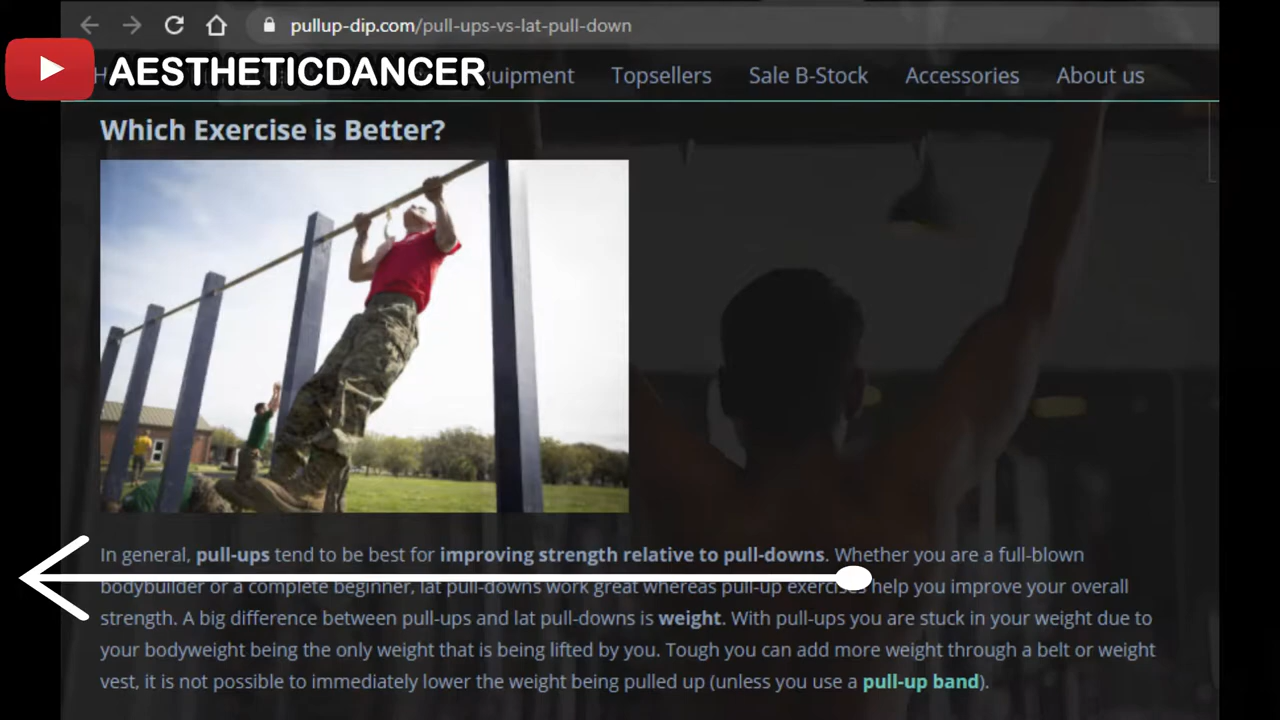 pullup-dip.com/pull-ups-vs-lat-pull-down
AESTHETICDANCER
Topsellers Sale B-Stock Accessories About us
Which Exercise is Better?
In general, pull-ups tend to be best for improving strength relative to pull-downs. Whether you are a full-blown
bodybuilder or a complete beginner, lat pull-downs work great whereas pull-up exercises help you improve your overall
strength. A big difference between pull-ups and lat pull-downs is weight. With pull-ups you are stuck in your weight due to
your bodyweight being the only weight that is being lifted by you. Tough you can add more weight through a belt or weight
vest, it is not possible to immediately lower the weight being pulled up (unless you use a pull-up band).